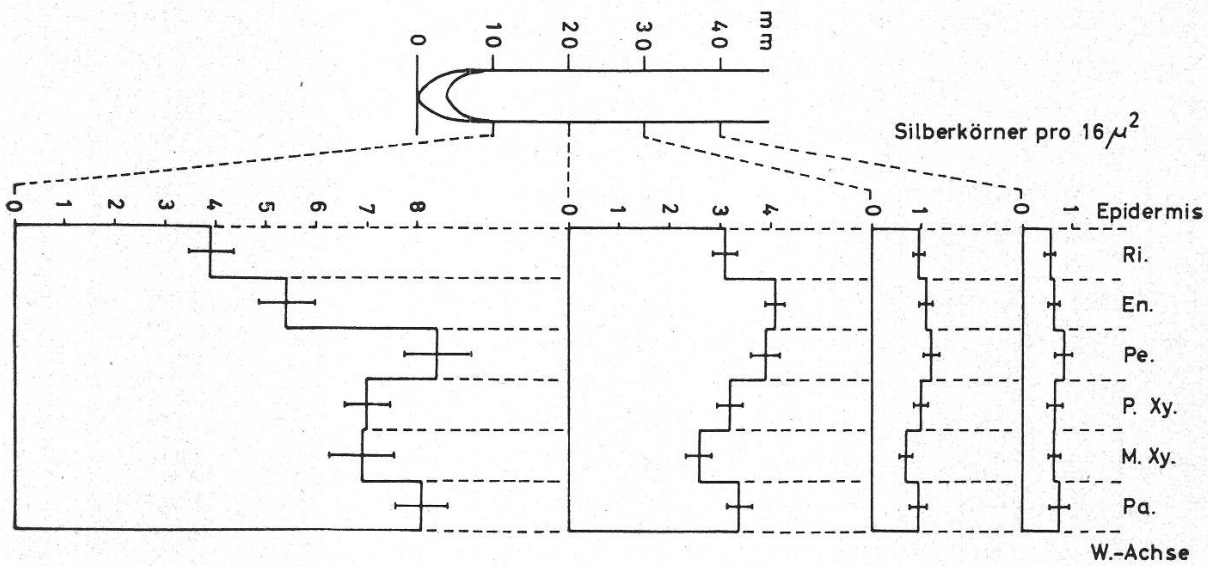 0 10 20 30 40 mm
Silberkörner pro 16 µ²
0 1 2 3 4 5 6 7 8 0 1 2 3 4 0 1 0 1 Epidermis
Ri.
En.
Pe.
P. Xy.
M. Xy.
Pa.
W.-Achse